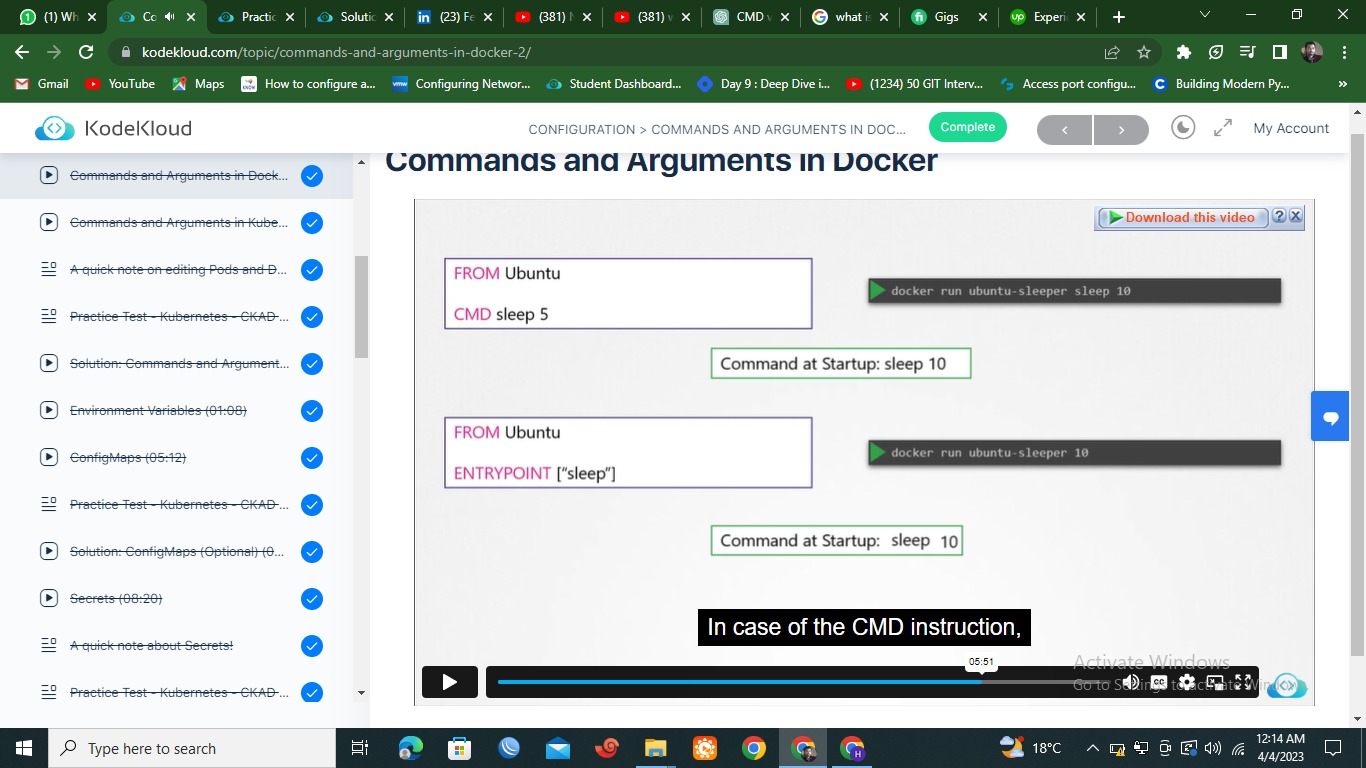 (1) Wh
Co
Practic
Solutic
(23) Fe
(381)
(381)
CMD v
what is
Gigs
Experi
kodekloud.com/topic/commands-and-arguments-in-docker-2/
Gmail
YouTube
Maps
How to configure a...
Configuring Networ...
Student Dashboard...
Day 9 : Deep Dive i...
(1234) 50 GIT Interv...
Access port configu...
Building Modern Py...
»
KodeKloud
CONFIGURATION > COMMANDS AND ARGUMENTS IN DOC...
Complete
My Account
Commands and Arguments in Dock...
Commands and Arguments in Kube...
A quick note on editing Pods and D...
Practice Test - Kubernetes - CKAD ...
Solution: Commands and Argument...
Environment Variables (01:08)
ConfigMaps (05:12)
Practice Test - Kubernetes - CKAD ...
Solution: ConfigMaps (Optional) (0...
Secrets (08:20)
A quick note about Secrets!
Practice Test - Kubernetes - CKAD ...
Commands and Arguments in Docker
Download this video
FROM Ubuntu
CMD sleep 5
docker run ubuntu-sleeper sleep 10
Command at Startup: sleep 10
FROM Ubuntu
ENTRYPOINT ["sleep"]
docker run ubuntu-sleeper 10
Command at Startup: sleep 10
In case of the CMD instruction,
05:51
Activate Windows
Go to Settings to activate Windows.
Type here to search
18°C
12:14 AM
4/4/2023